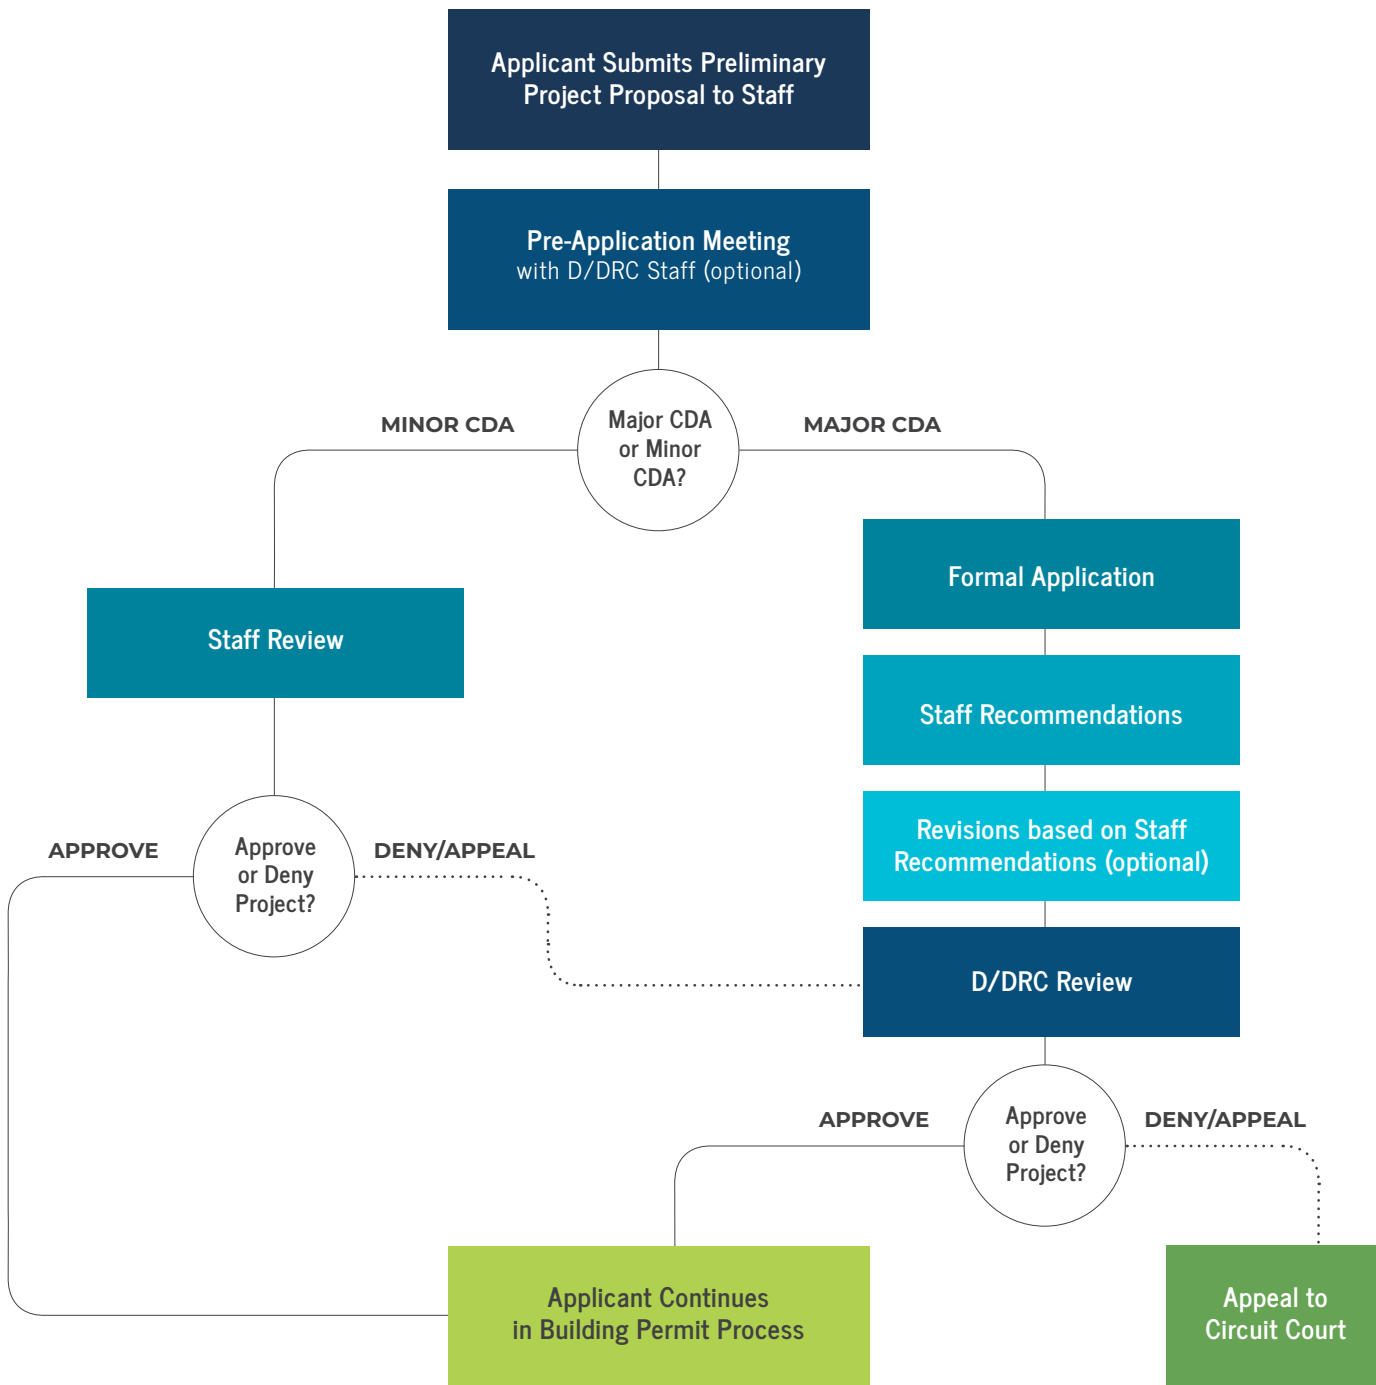 Applicant Submits Preliminary
Project Proposal to Staff
Pre-Application Meeting
with D/DRC Staff (optional)
Major CDA
or Minor
CDA?
MINOR CDA
MAJOR CDA
Formal Application
Staff Review
Staff Recommendations
Revisions based on Staff
Recommendations (optional)
Approve
or Deny
Project?
APPROVE
DENY/APPEAL
D/DRC Review
Approve
or Deny
Project?
APPROVE
DENY/APPEAL
Applicant Continues
in Building Permit Process
Appeal to
Circuit Court